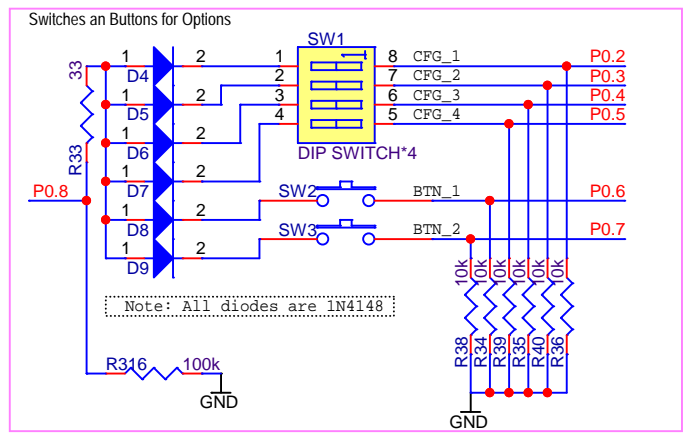 Switches an Buttons for Options
SW1
1 D4 2 1 8 CFG_1 P0.2
33 1 D5 2 2 7 CFG_2 P0.3
1 D6 2 3 6 CFG_3 P0.4
1 D7 2 4 5 CFG_4 P0.5
DIP SWITCH*4
R33
P0.8
1 D8 2 SW2 BTN_1 P0.6
1 D9 2 SW3 BTN_2 P0.7
Note: All diodes are 1N4148
10k 10k 10k 10k 10k 10k
R38 R34 R39 R35 R40 R36
R316 100k
GND
GND